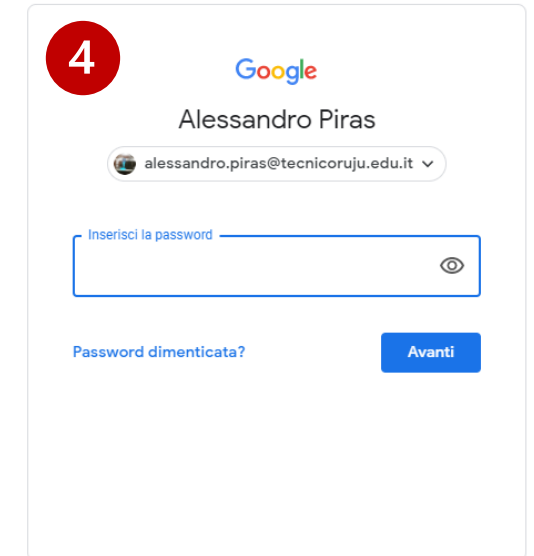 4
Google
Alessandro Piras
alessandro.piras@tecnicoruju.edu.it
Inserisci la password
Password dimenticata?
Avanti